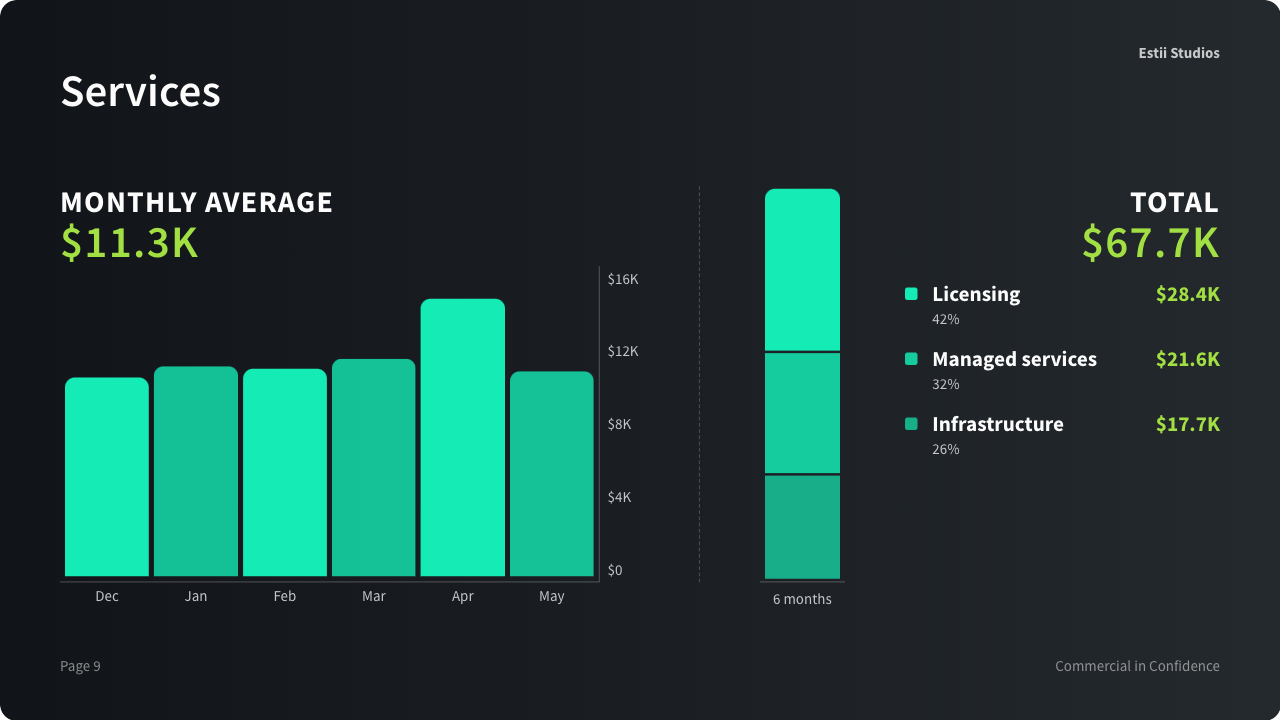 Estii Studios
Services
MONTHLY AVERAGE
$11.3K
$16K
$12K
$8K
$4K
$0
Dec Jan Feb Mar Apr May
6 months
TOTAL
$67.7K
Licensing $28.4K
42%
Managed services $21.6K
32%
Infrastructure $17.7K
26%
Page 9
Commercial in Confidence